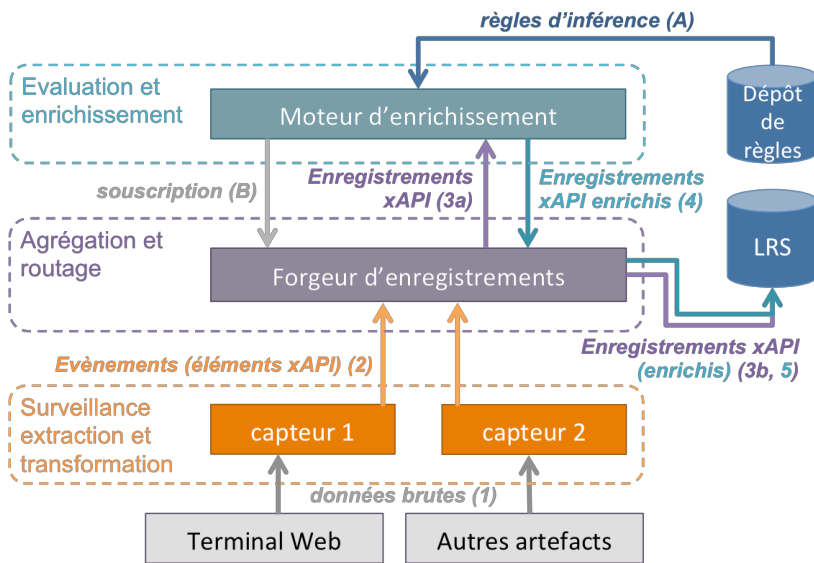 règles d’inférence (A)
Evaluation et
enrichissement
Moteur d’enrichissement
Dépôt
de
règles
souscription (B)
Enregistrements
xAPI (3a)
Enregistrements
xAPI enrichis (4)
Agrégation et
routage
Forgeur d’enregistrements
LRS
Evènements (éléments xAPI) (2)
Enregistrements xAPI
(enrichis) (3b, 5)
Surveillance
extraction et
transformation
capteur 1
capteur 2
données brutes (1)
Terminal Web
Autres artefacts